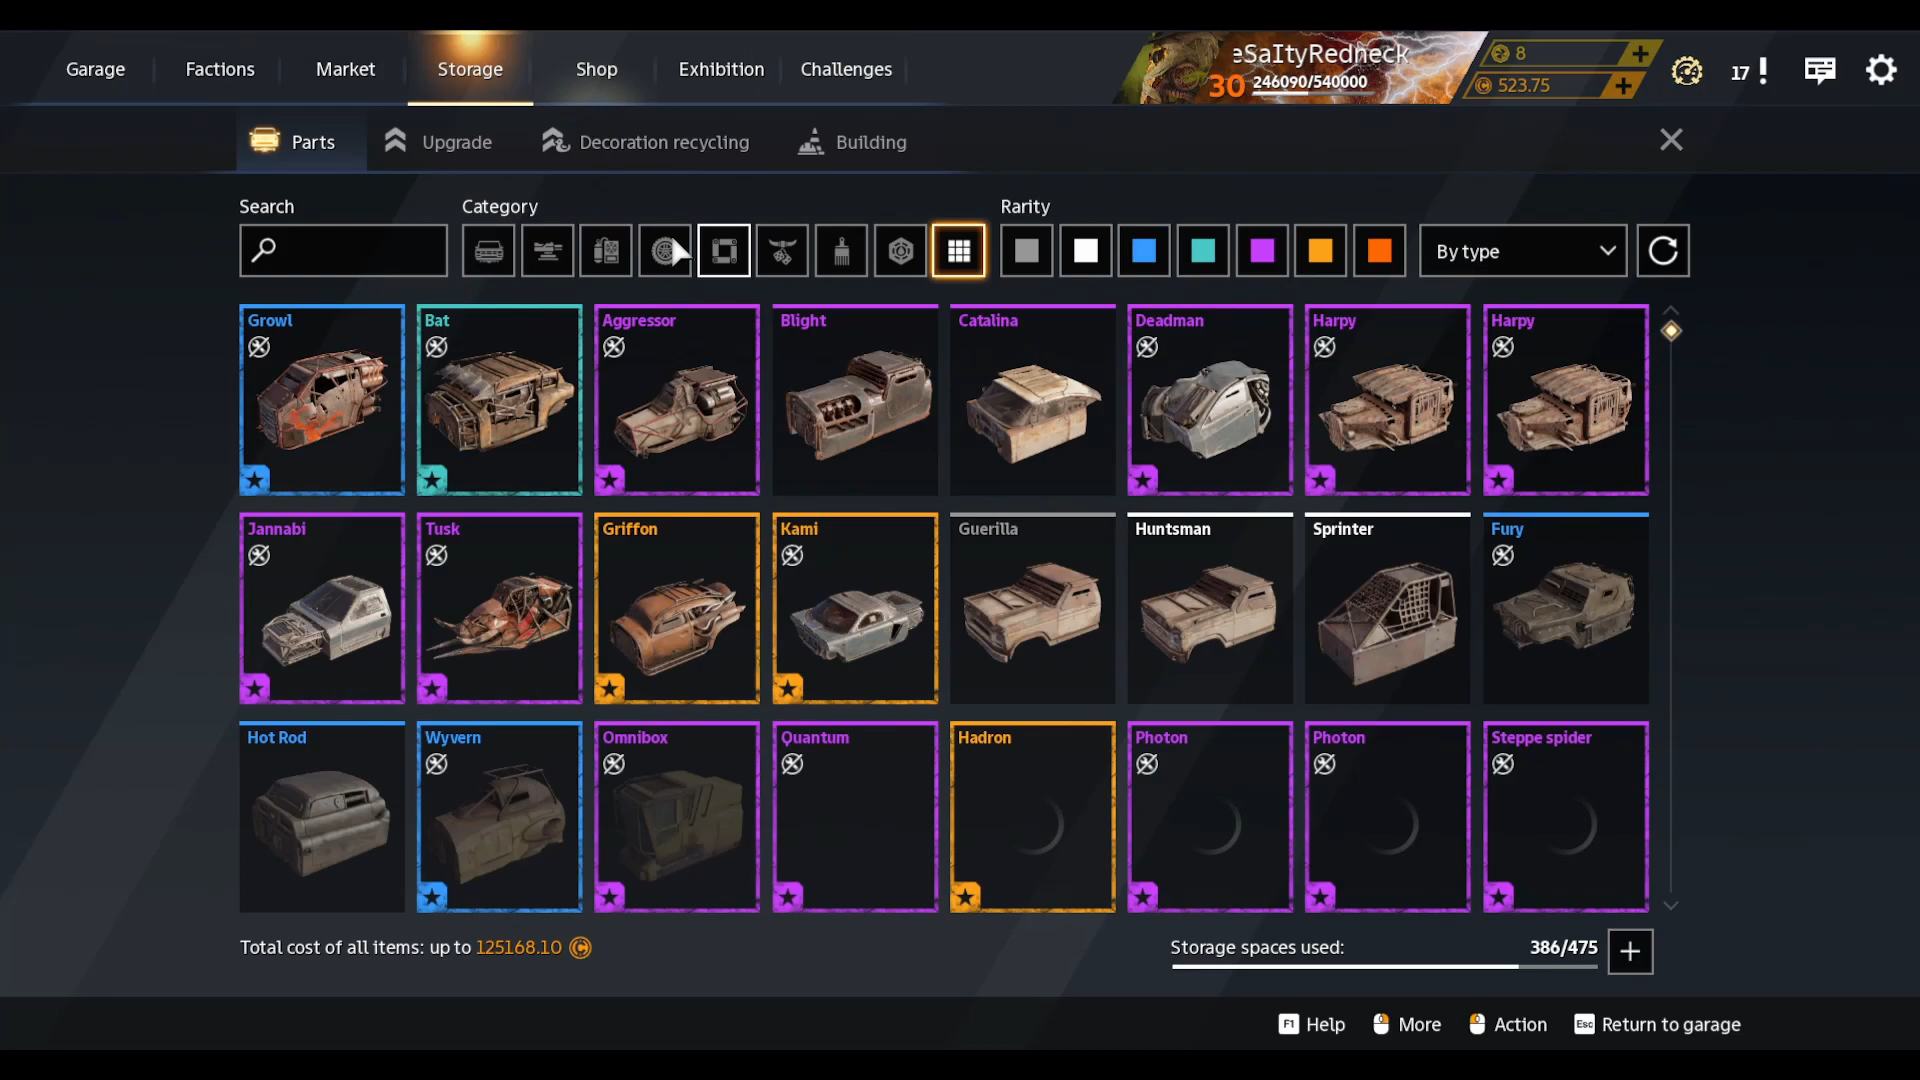 Garage
Factions
Market
Storage
Shop
Exhibition
Challenges
eSaItyRedneck
30
246090/540000
8
523.75
17
Parts
Upgrade
Decoration recycling
Building
Search
Category
Rarity
By type
Growl
Bat
Aggressor
Blight
Catalina
Deadman
Harpy
Harpy
Jannabi
Tusk
Griffon
Kami
Guerilla
Huntsman
Sprinter
Fury
Hot Rod
Wyvern
Omnibox
Quantum
Hadron
Photon
Photon
Steppe spider
Total cost of all items: up to 125168.10
Storage spaces used:
386/475
F1 Help
More
Action
Esc Return to garage